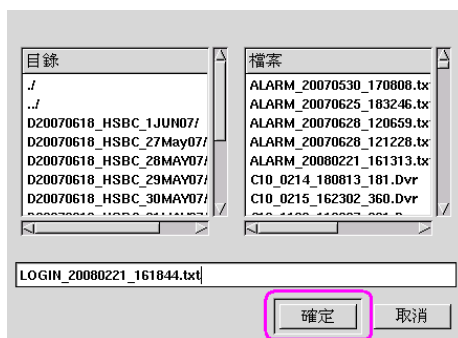 目錄
./
../
D20070618_HSBC_1JUN07/
D20070618_HSBC_27May07/
D20070618_HSBC_28MAY07/
D20070618_HSBC_29MAY07/
D20070618_HSBC_30MAY07/
檔案
ALARM_20070530_170808.tx
ALARM_20070625_183246.tx
ALARM_20070628_120659.tx
ALARM_20070628_121228.tx
ALARM_20080221_161313.tx
C10_0214_180813_181.Dvr
C10_0215_162302_360.Dvr
LOGIN_20080221_161844.txt
確定
取消